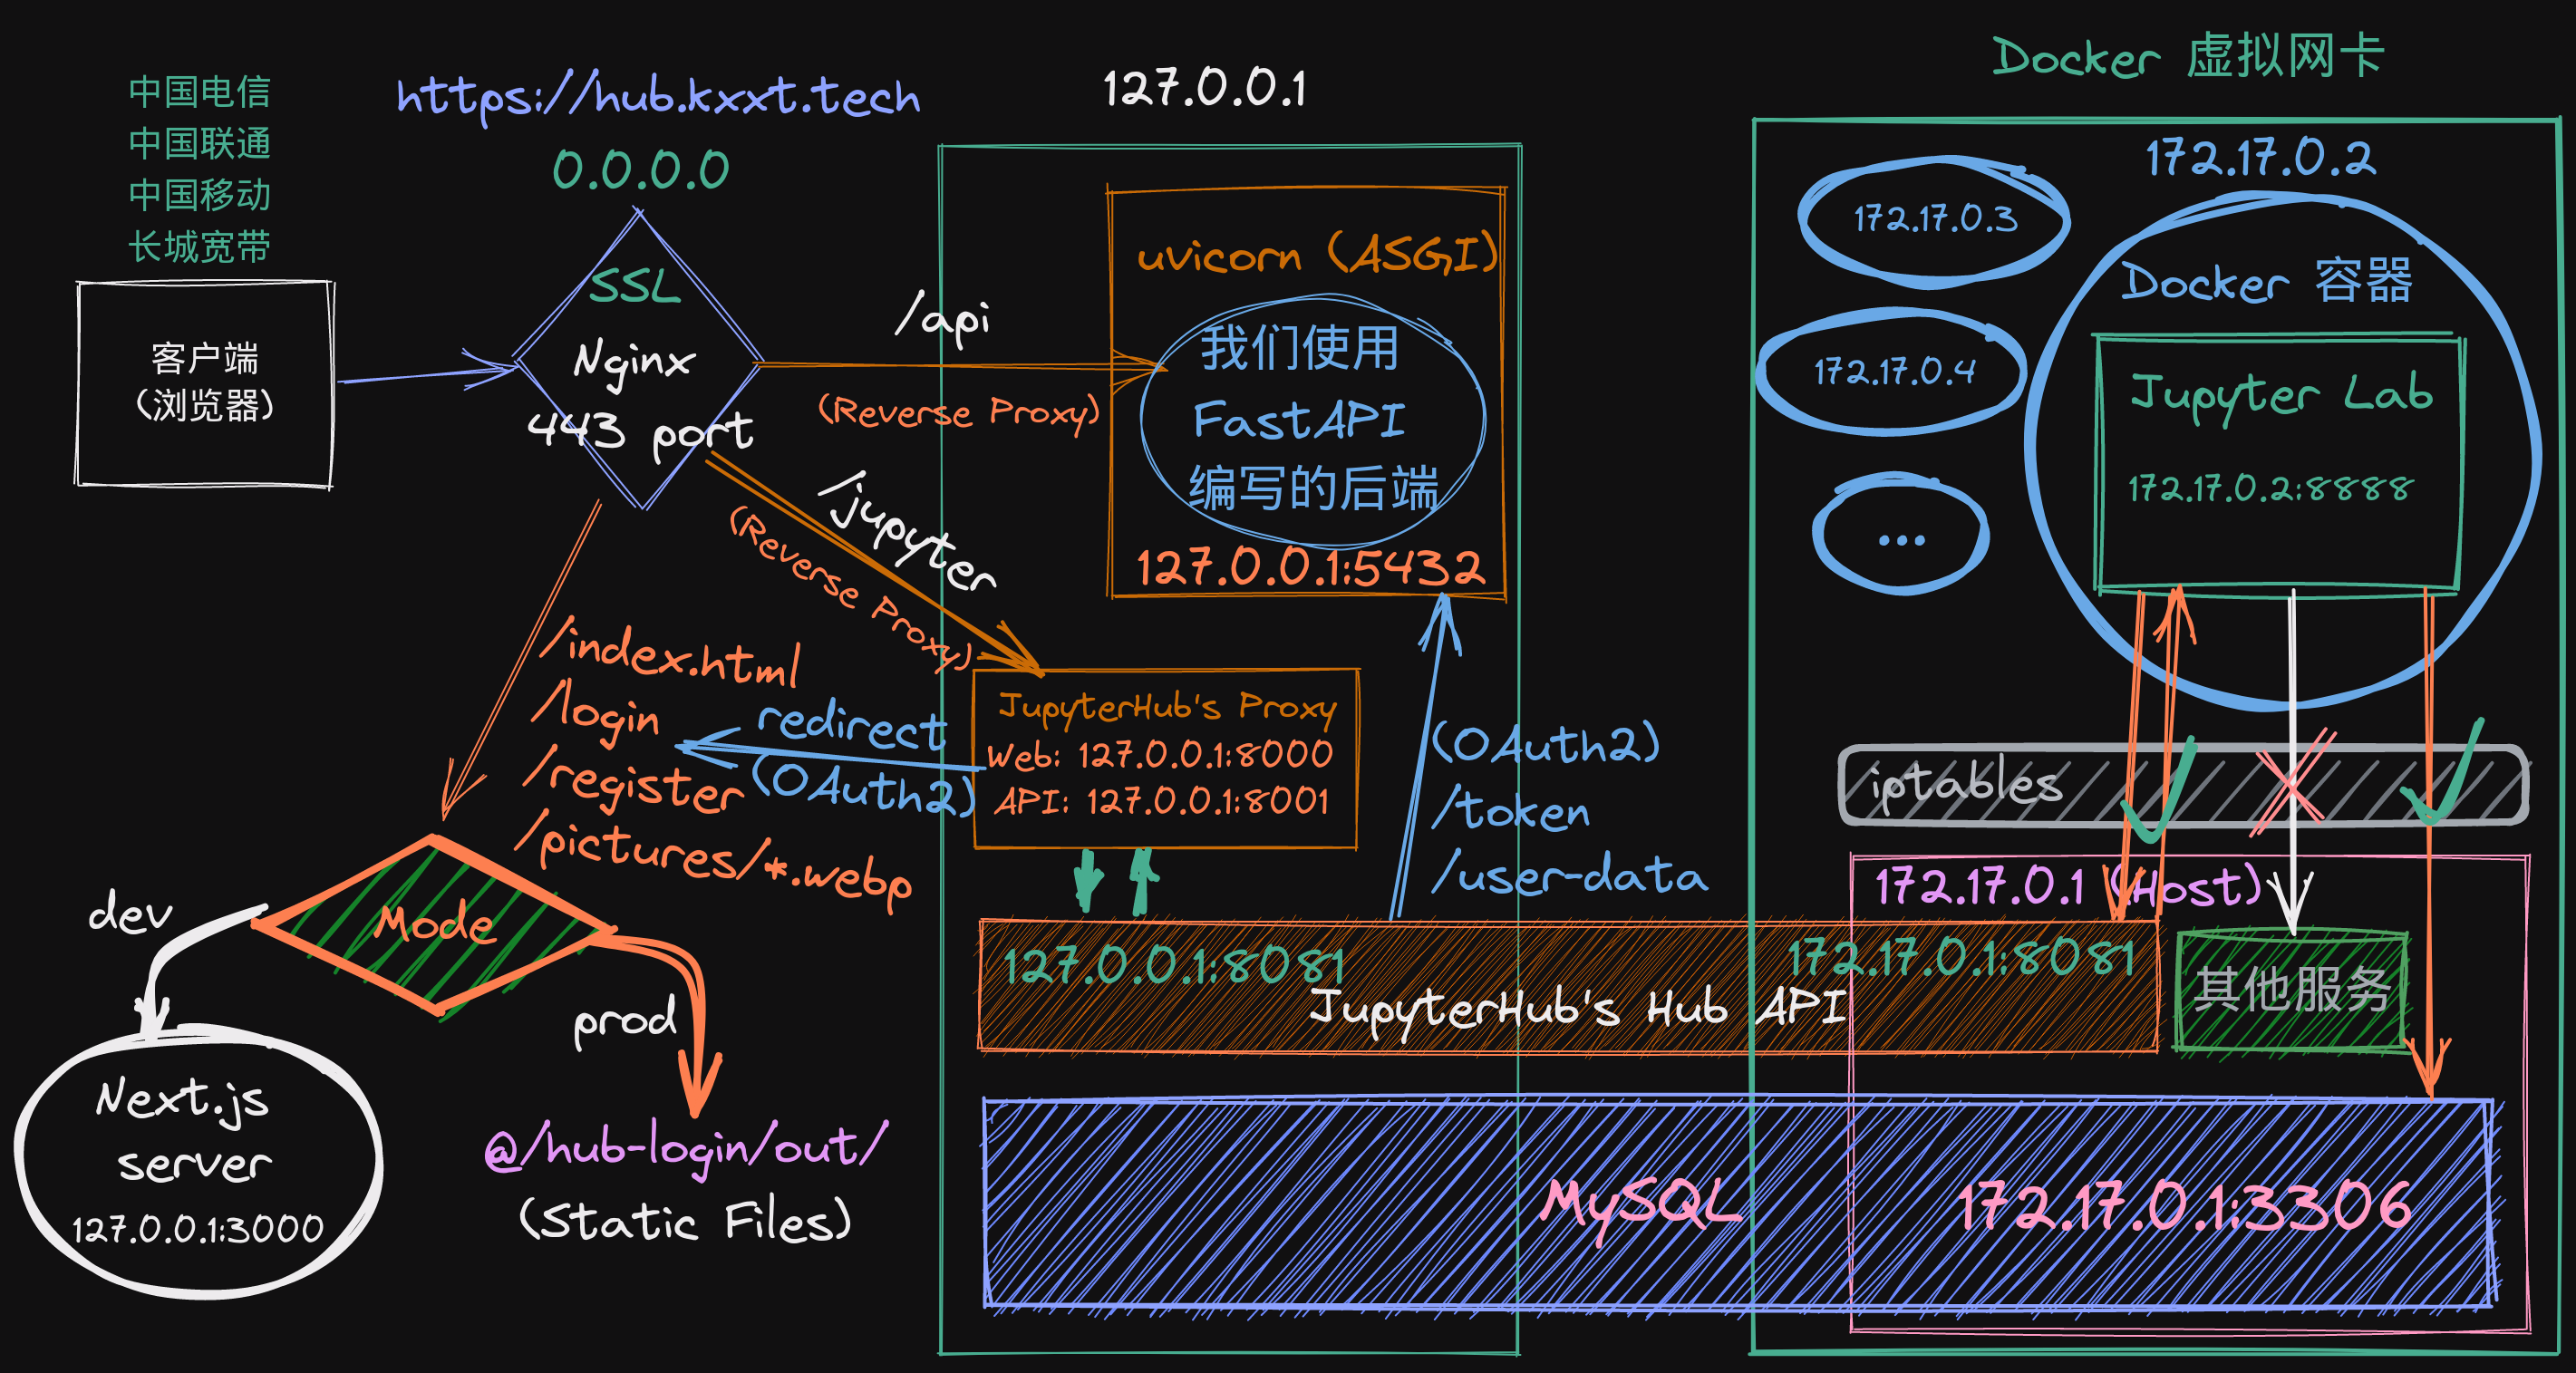 中国电信
中国联通
中国移动
长城宽带
客户端
（浏览器）
https://hub.kxxt.tech
0.0.0.0
SSL
Nginx
443 port
/api
(Reverse Proxy)
/jupyter
(Reverse Proxy)
/index.html
/login
/register
/pictures/*.webp
redirect
(OAuth2)
Mode
dev
prod
Next.js
server
127.0.0.1:3000
@/hub-login/out/
(Static Files)
127.0.0.1
uvicorn (ASGI)
我们使用
FastAPI
编写的后端
127.0.0.1:5432
JupyterHub's Proxy
Web: 127.0.0.1:8000
API: 127.0.0.1:8001
(OAuth2)
/token
/user-data
127.0.0.1:8081
172.17.0.1:8081
JupyterHub's Hub API
MySQL
172.17.0.1:3306
Docker 虚拟网卡
172.17.0.3
172.17.0.4
...
172.17.0.2
Docker 容器
Jupyter Lab
172.17.0.2:8888
iptables
172.17.0.1 (Host)
其他服务